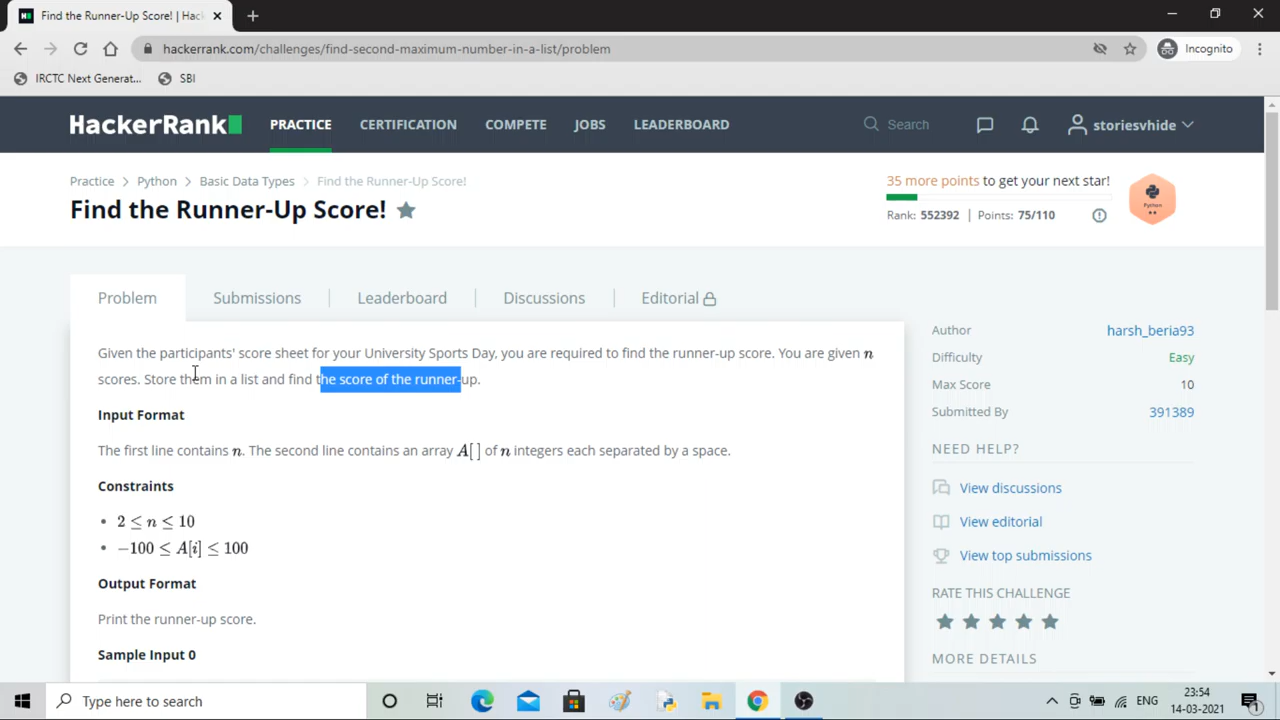 Find the Runner-Up Score! | Hac
hackerrank.com/challenges/find-second-maximum-number-in-a-list/problem
Incognito
IRCTC Next Generat...
SBI
HackerRank
PRACTICE
CERTIFICATION
COMPETE
JOBS
LEADERBOARD
Search
storiesvhide
Practice > Python > Basic Data Types > Find the Runner-Up Score!
Find the Runner-Up Score!
35 more points to get your next star!
Rank: 552392 | Points: 75/110
Python
Problem
Submissions
Leaderboard
Discussions
Editorial
Given the participants' score sheet for your University Sports Day, you are required to find the runner-up score. You are given n
scores. Store them in a list and find the score of the runner-up.
Input Format
The first line contains n. The second line contains an array A[] of n integers each separated by a space.
Constraints
• 2 ≤ n ≤ 10
• −100 ≤ A[i] ≤ 100
Output Format
Print the runner-up score.
Sample Input 0
Author harsh_beria93
Difficulty Easy
Max Score 10
Submitted By 391389
NEED HELP?
View discussions
View editorial
View top submissions
RATE THIS CHALLENGE
MORE DETAILS
Type here to search
ENG
23:54
14-03-2021
1